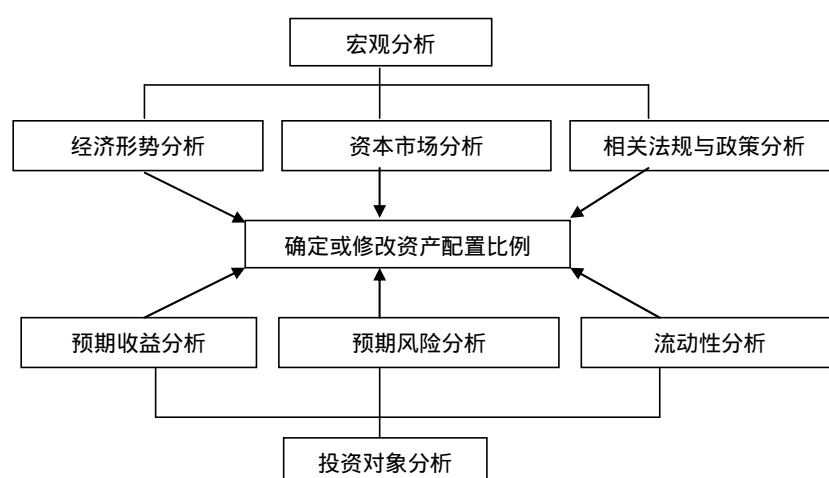 宏观分析
经济形势分析
资本市场分析
相关法规与政策分析
确定或修改资产配置比例
预期收益分析
预期风险分析
流动性分析
投资对象分析